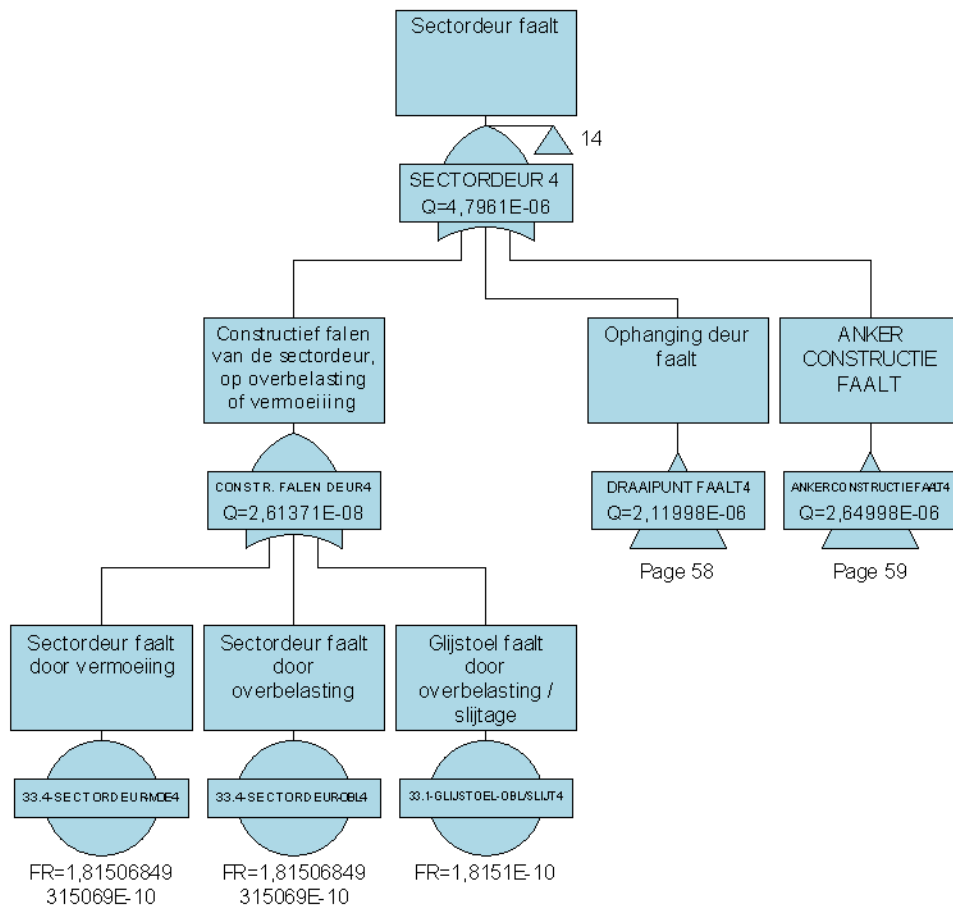 Sectordeur faalt
14
SECTORDEUR 4
Q=4,7961E-06
Constructief falen
van de sectordeur,
op overbelasting
of vermoeiiing
Ophanging deur
faalt
ANKER
CONSTRUCTIE
FAALT
CONSTR. FALEN DEUR4
Q=2,61371E-08
DRAAIPUNT FAALT4
Q=2,11998E-06
ANKERCONSTRUCTIEFAALT4
Q=2,64998E-06
Page 58
Page 59
Sectordeur faalt
door vermoeiing
Sectordeur faalt
door
overbelasting
Glijstoel faalt
door
overbelasting /
slijtage
33.4-SECTORDEUR-MOE4
33.4-SECTORDEUR-OBL4
33.1-GLIJSTOEL-OBL/SLIJT4
FR=1,81506849
315069E-10
FR=1,81506849
315069E-10
FR=1,8151E-10